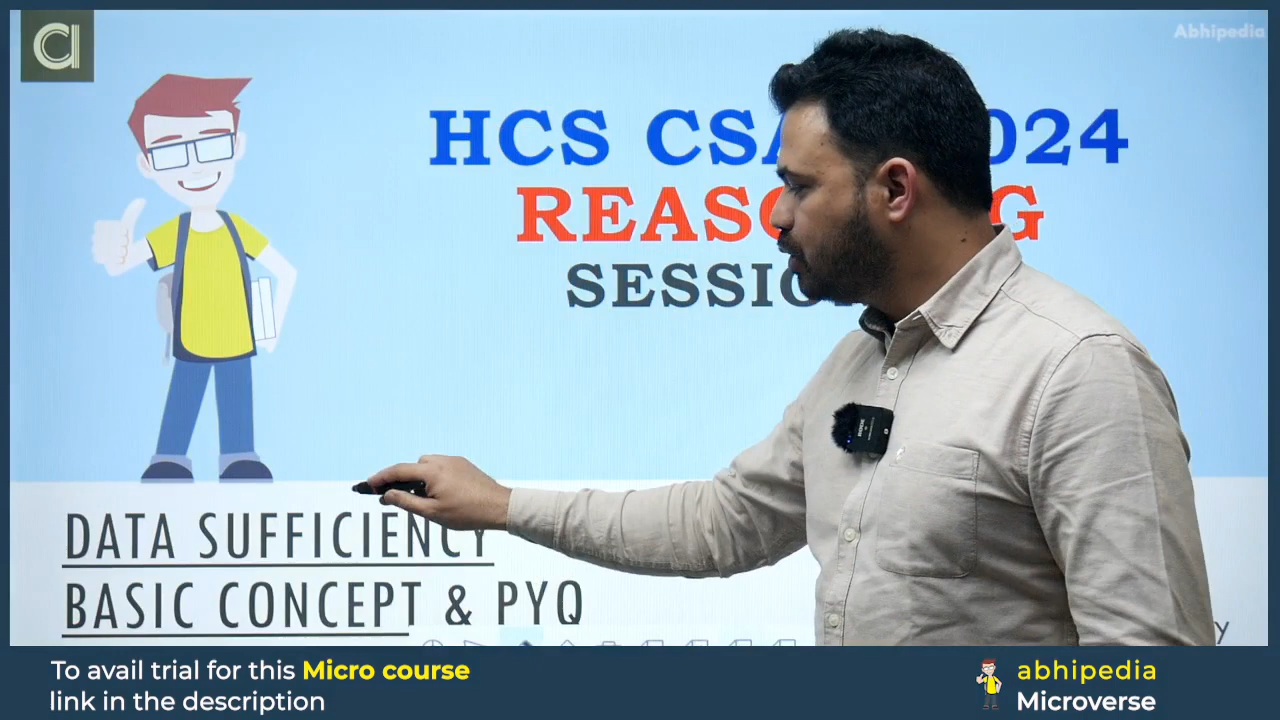 Abhipedia
HCS CSA 024
REASO G
SESSIO
DATA SUFFICIENCY
BASIC CONCEPT & PYQ
To avail trial for this Micro course
link in the description
abhipedia
Microverse